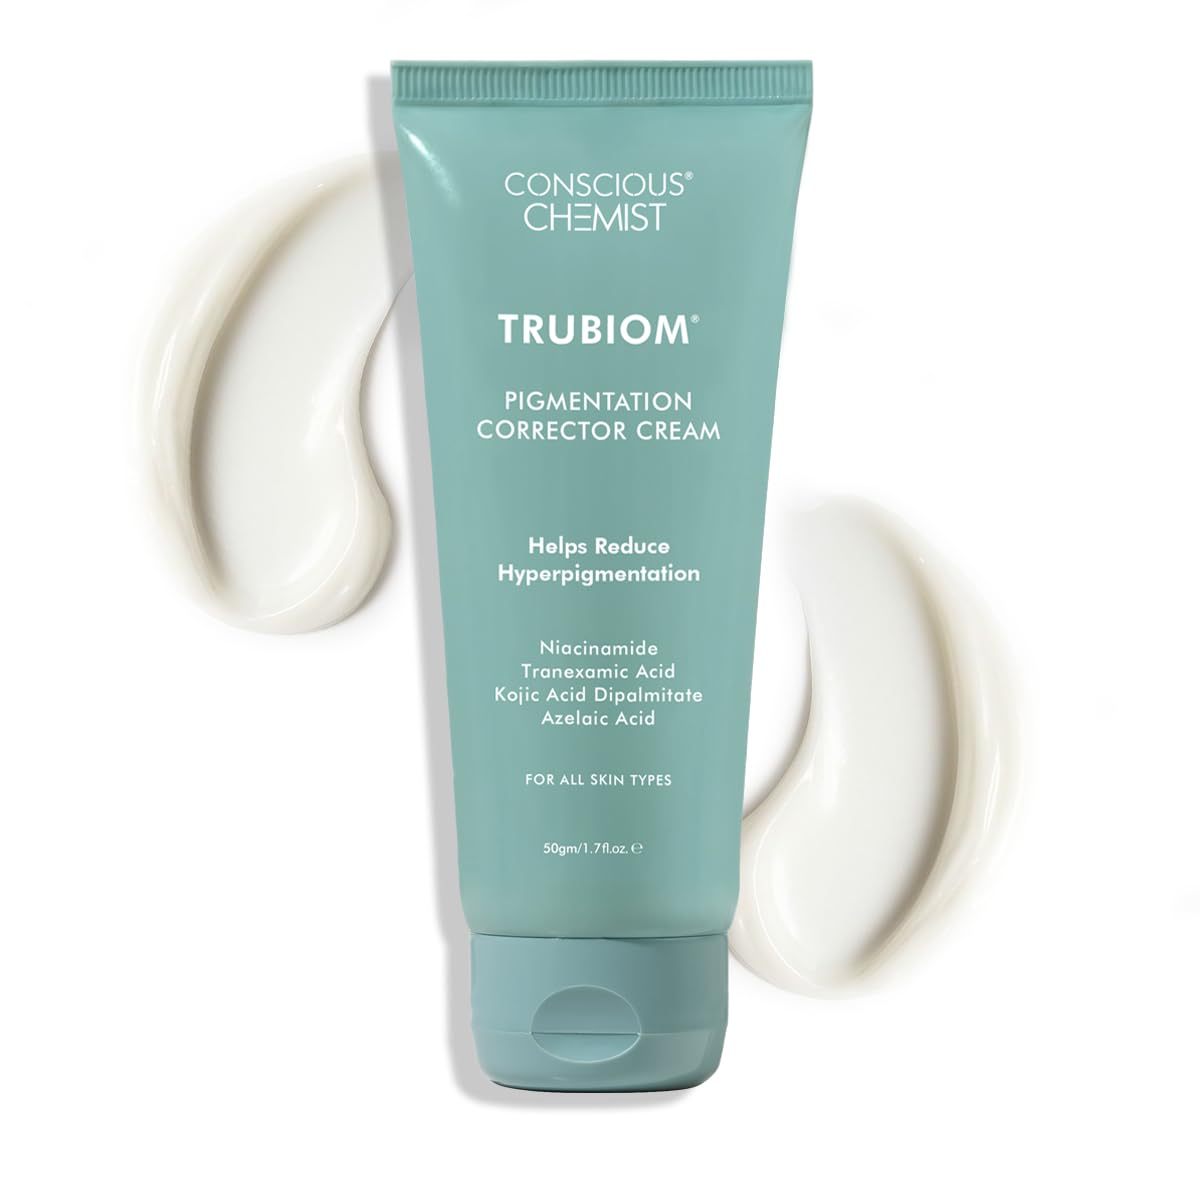 CONSCIOUS®
CHEMIST
TRUBIOM®
PIGMENTATION
CORRECTOR CREAM
Helps Reduce
Hyperpigmentation
Niacinamide
Tranexamic Acid
Kojic Acid Dipalmitate
Azelaic Acid
FOR ALL SKIN TYPES
50gm/1.7fl.oz. ℮